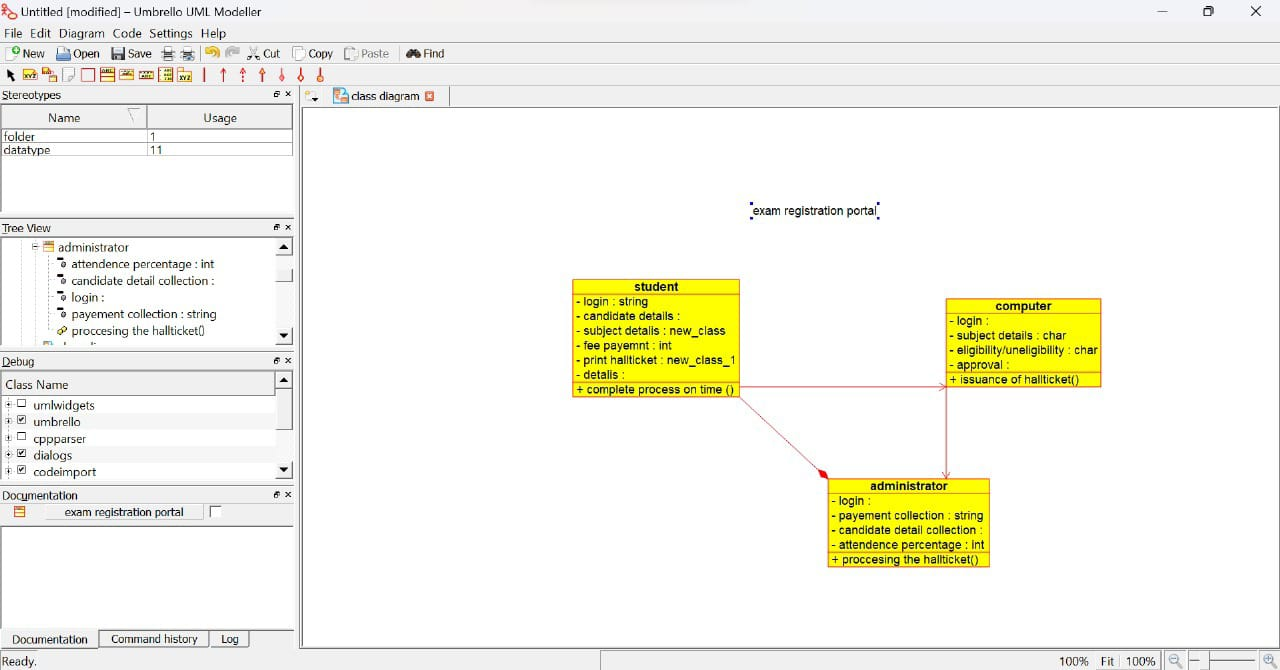 Untitled [modified] – Umbrello UML Modeller
File Edit Diagram Code Settings Help
New Open Save Cut Copy Paste Find
Stereotypes
class diagram
Name Usage
folder 1
datatype 11
Tree View
administrator
attendence percentage : int
candidate detail collection :
login :
payement collection : string
proccesing the hallticket()
Debug
Class Name
umlwidgets
umbrello
cppparser
dialogs
codeimport
Documentation
exam registration portal
Documentation Command history Log
Ready.
exam registration portal
student
- login : string
- candidate details :
- subject details : new_class
- fee payemnt : int
- print hallticket : new_class_1
- details :
+ complete process on time ()
computer
- login :
- subject details : char
- eligibility/uneligibility : char
- approval :
+ issuance of hallticket()
administrator
- login :
- payement collection : string
- candidate detail collection :
- attendence percentage : int
+ proccesing the hallticket()
100% Fit 100%